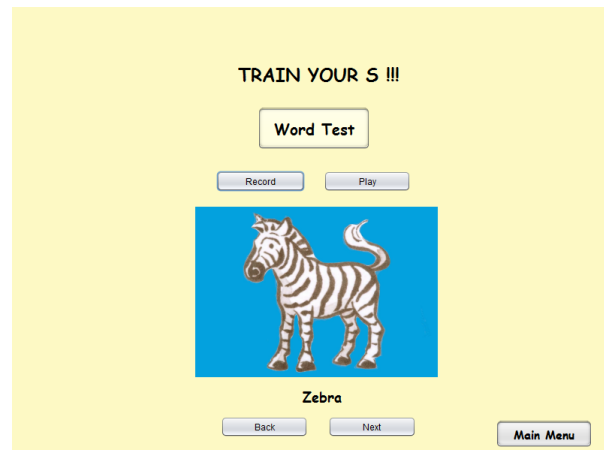 TRAIN YOUR S !!!
Word Test
Record Play
Zebra
Back Next
Main Menu